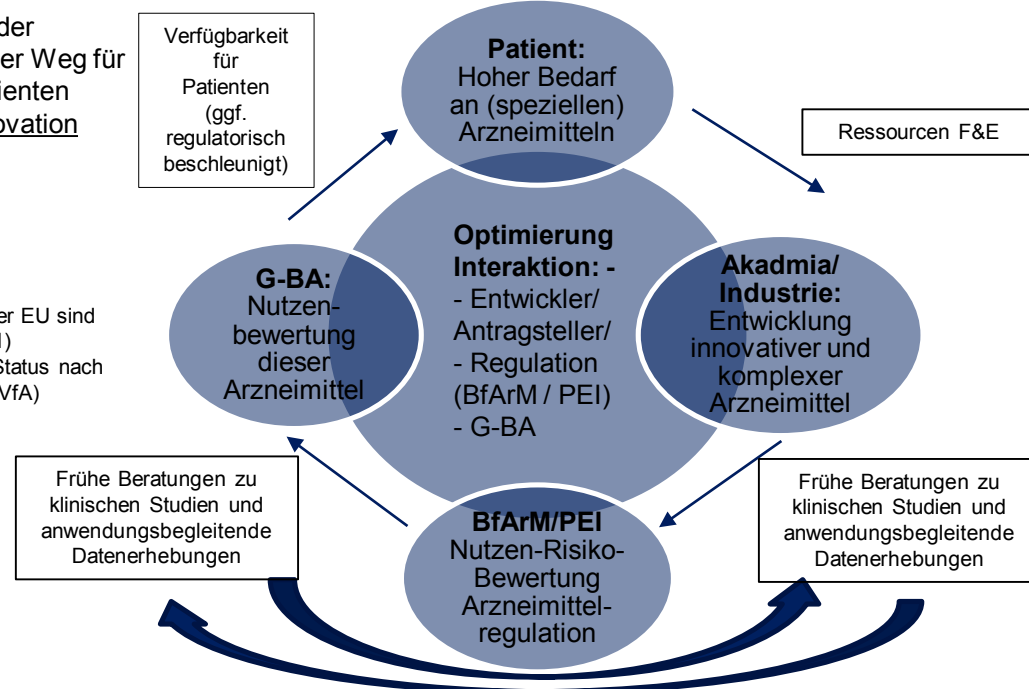 der
er Weg für
ienten
ovation
Verfügbarkeit
für
Patienten
(ggf.
regulatorisch
beschleunigt)
Patient:
Hoher Bedarf
an (speziellen)
Arzneimitteln
Ressourcen F&E
Optimierung
Interaktion: -
- Entwickler/
Antragsteller/
- Regulation
(BfArM / PEI)
- G-BA
G-BA:
Nutzen-
bewertung
dieser
Arzneimittel
Akadmia/
Industrie:
Entwicklung
innovativer und
komplexer
Arzneimittel
er EU sind
)
Status nach
VfA)
Frühe Beratungen zu
klinischen Studien und
anwendungsbegleitende
Datenerhebungen
BfArM/PEI
Nutzen-Risiko-
Bewertung
Arzneimittel-
regulation
Frühe Beratungen zu
klinischen Studien und
anwendungsbegleitende
Datenerhebungen